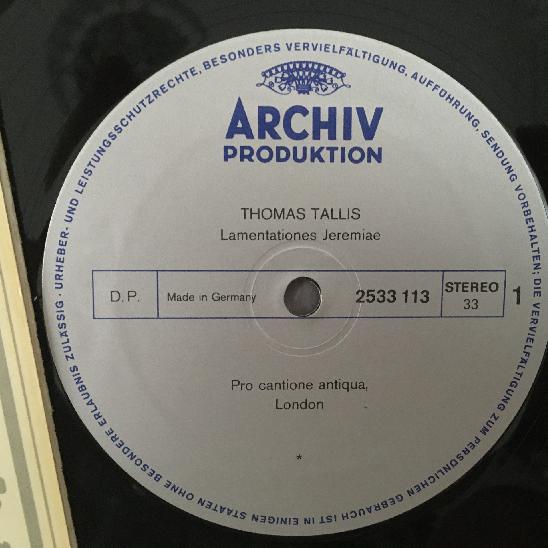 URHEBER- UND LEISTUNGSSCHUTZRECHTE, BESONDERS VERVIELFÄLTIGUNG, AUFFÜHRUNG, SENDUNG VORBEHALTEN; DIE VERVIELFÄLTIGUNG ZUM PERSÖNLICHEN GEBRAUCH IST IN EINIGEN STAATEN OHNE BESONDERE ERLAUBNIS ZULÄSSIG ·
ARCHIV
PRODUKTION
THOMAS TALLIS
Lamentationes Jeremiae
D. P. Made in Germany 2533 113 STEREO 33 1
Pro cantione antiqua,
London
*